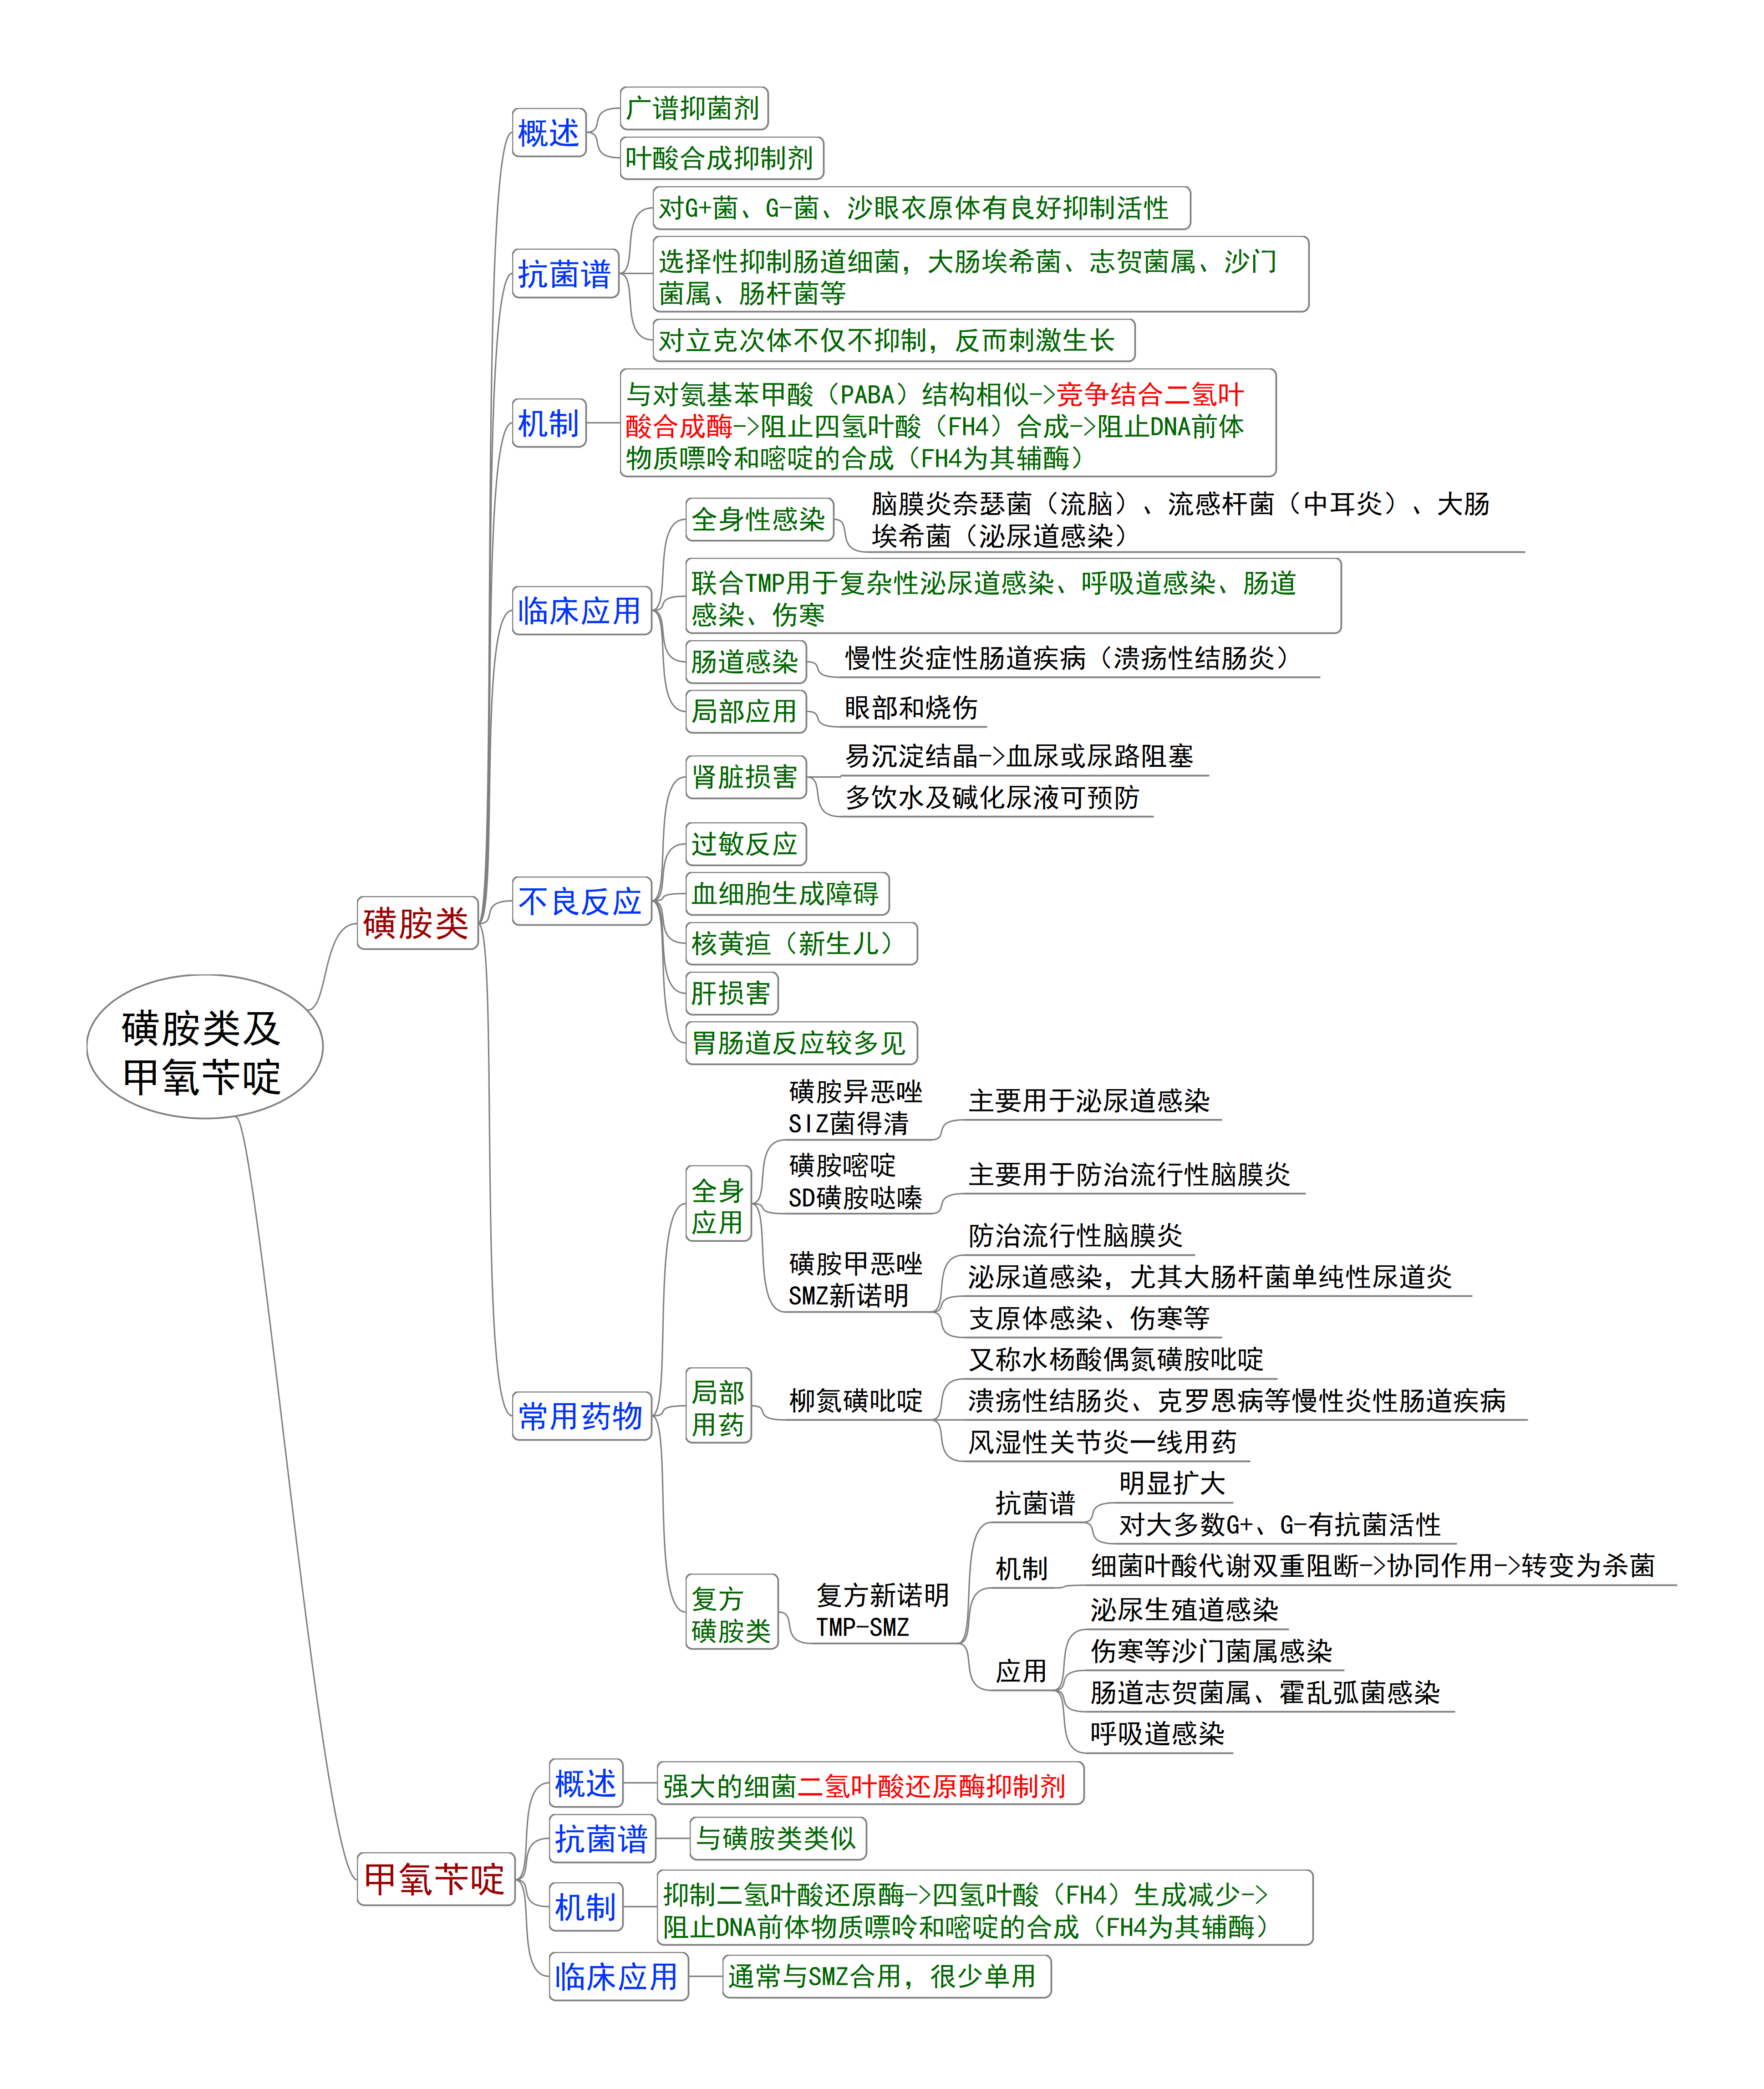 磺胺类及
甲氧苄啶
磺胺类
概述
广谱抑菌剂
叶酸合成抑制剂
抗菌谱
对G+菌、G-菌、沙眼衣原体有良好抑制活性
选择性抑制肠道细菌，大肠埃希菌、志贺菌属、沙门
菌属、肠杆菌等
对立克次体不仅不抑制，反而刺激生长
机制
与对氨基苯甲酸（PABA）结构相似->竞争结合二氢叶
酸合成酶->阻止四氢叶酸（FH4）合成->阻止DNA前体
物质嘌呤和嘧啶的合成（FH4为其辅酶）
临床应用
全身性感染
脑膜炎奈瑟菌（流脑）、流感杆菌（中耳炎）、大肠
埃希菌（泌尿道感染）
联合TMP用于复杂性泌尿道感染、呼吸道感染、肠道
感染、伤寒
肠道感染
慢性炎症性肠道疾病（溃疡性结肠炎）
局部应用
眼部和烧伤
不良反应
肾脏损害
易沉淀结晶->血尿或尿路阻塞
多饮水及碱化尿液可预防
过敏反应
血细胞生成障碍
核黄疸（新生儿）
肝损害
胃肠道反应较多见
常用药物
全身
应用
磺胺异恶唑
SIZ菌得清
主要用于泌尿道感染
磺胺嘧啶
SD磺胺哒嗪
主要用于防治流行性脑膜炎
磺胺甲恶唑
SMZ新诺明
防治流行性脑膜炎
泌尿道感染，尤其大肠杆菌单纯性尿道炎
支原体感染、伤寒等
局部
用药
柳氮磺吡啶
又称水杨酸偶氮磺胺吡啶
溃疡性结肠炎、克罗恩病等慢性炎性肠道疾病
风湿性关节炎一线用药
复方
磺胺类
复方新诺明
TMP-SMZ
抗菌谱
明显扩大
对大多数G+、G-有抗菌活性
机制
细菌叶酸代谢双重阻断->协同作用->转变为杀菌
应用
泌尿生殖道感染
伤寒等沙门菌属感染
肠道志贺菌属、霍乱弧菌感染
呼吸道感染
甲氧苄啶
概述
强大的细菌二氢叶酸还原酶抑制剂
抗菌谱
与磺胺类类似
机制
抑制二氢叶酸还原酶->四氢叶酸（FH4）生成减少->
阻止DNA前体物质嘌呤和嘧啶的合成（FH4为其辅酶）
临床应用
通常与SMZ合用，很少单用